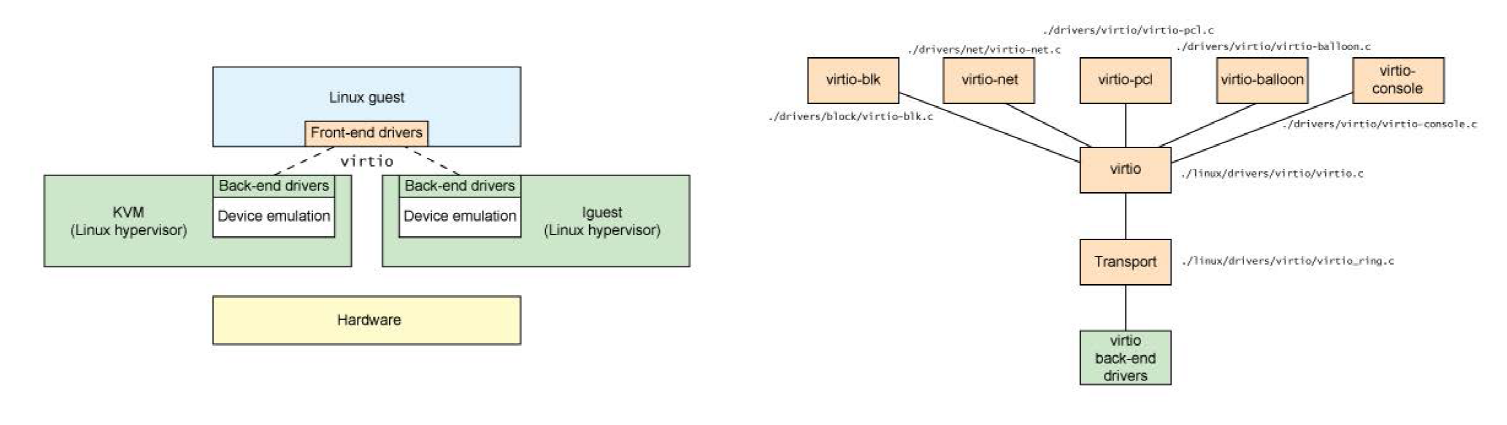 Linux guest
Front-end drivers
virtio
Back-end drivers
Device emulation
KVM
(Linux hypervisor)
Back-end drivers
Device emulation
lguest
(Linux hypervisor)
Hardware
./drivers/virtio/virtio-pcl.c
./drivers/net/virtio-net.c
./drivers/virtio/virtio-balloon.c
virtio-blk
virtio-net
virtio-pcl
virtio-balloon
virtio-
console
./drivers/block/virtio-blk.c
./drivers/virtio/virtio-console.c
virtio
./linux/drivers/virtio/virtio.c
Transport
./linux/drivers/virtio/virtio_ring.c
virtio
back-end
drivers